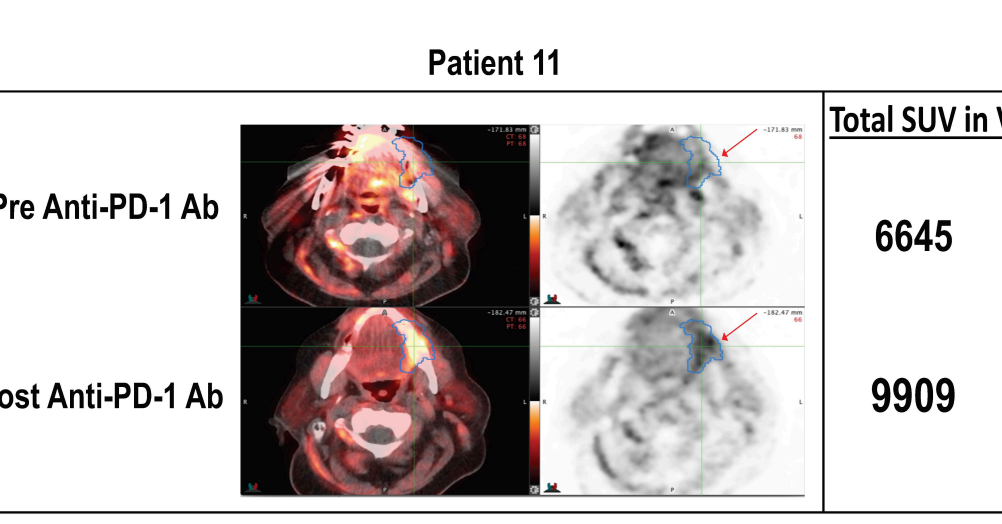 Patient 11
Total SUV in V
Pre Anti-PD-1 Ab
-171.83 mm
CT: 68
PT: 68
A
R
L
P
-171.83 mm
68
A
R
L
P
6645
ost Anti-PD-1 Ab
-182.47 mm
CT: 66
PT: 66
A
R
L
P
-182.47 mm
66
A
R
L
P
9909